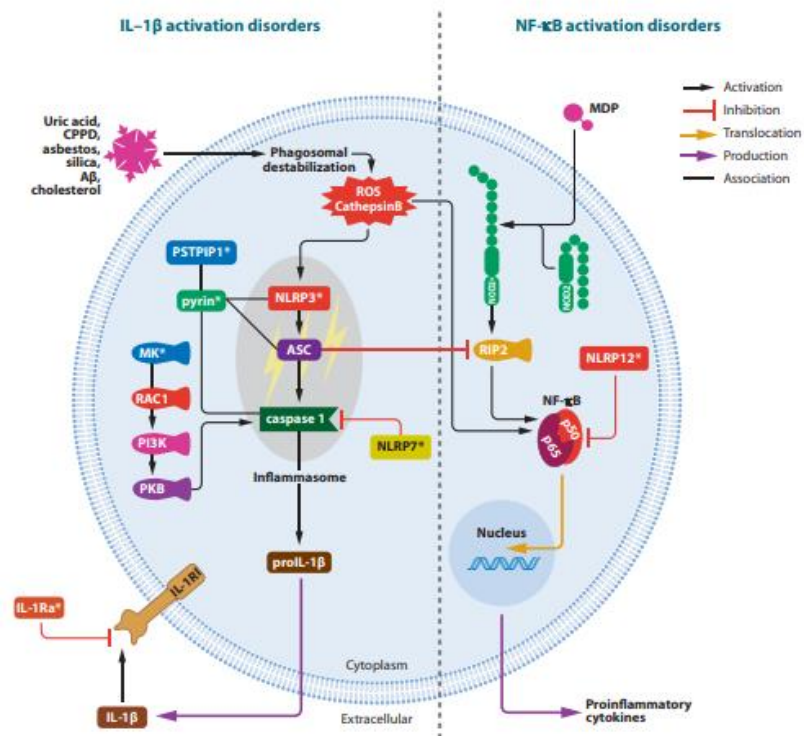 IL–1β activation disorders
NF-κB activation disorders
Activation
Inhibition
Translocation
Production
Association
MDP
Uric acid,
CPPD,
asbestos,
silica,
Aβ,
cholesterol
Phagosomal
destabilization
ROS
CathepsinB
PSTPIP1*
pyrin*
NLRP3*
NOD2*
NOD2
MK*
ASC
RIP2
NLRP12*
RAC1
NF-κB
p50
p65
caspase 1
PI3K
NLRP7*
PKB
Inflammasome
Nucleus
proIL-1β
IL-1RI
IL-1Ra*
Cytoplasm
IL-1β
Extracellular
Proinflammatory
cytokines